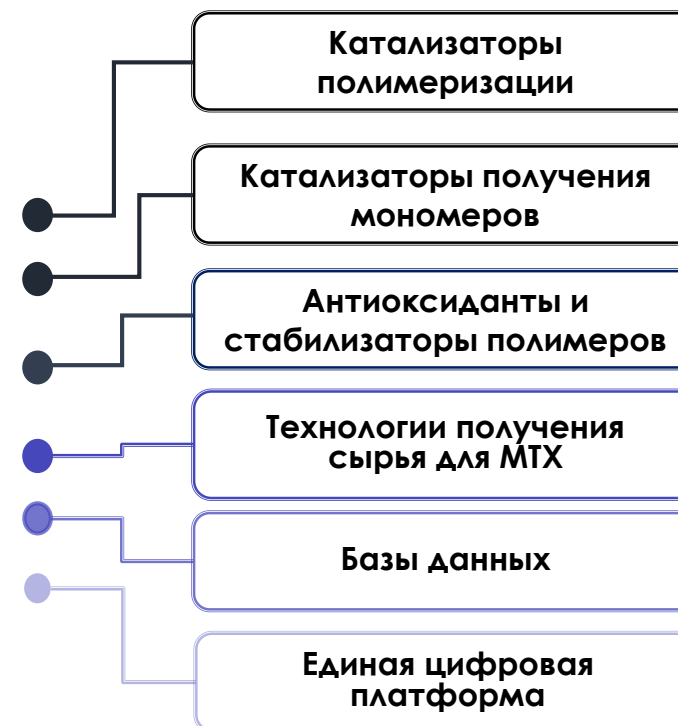 Катализаторы
полимеризации
Катализаторы получения
мономеров
Антиоксиданты и
стабилизаторы полимеров
Технологии получения
сырья для МТХ
Базы данных
Единая цифровая
платформа